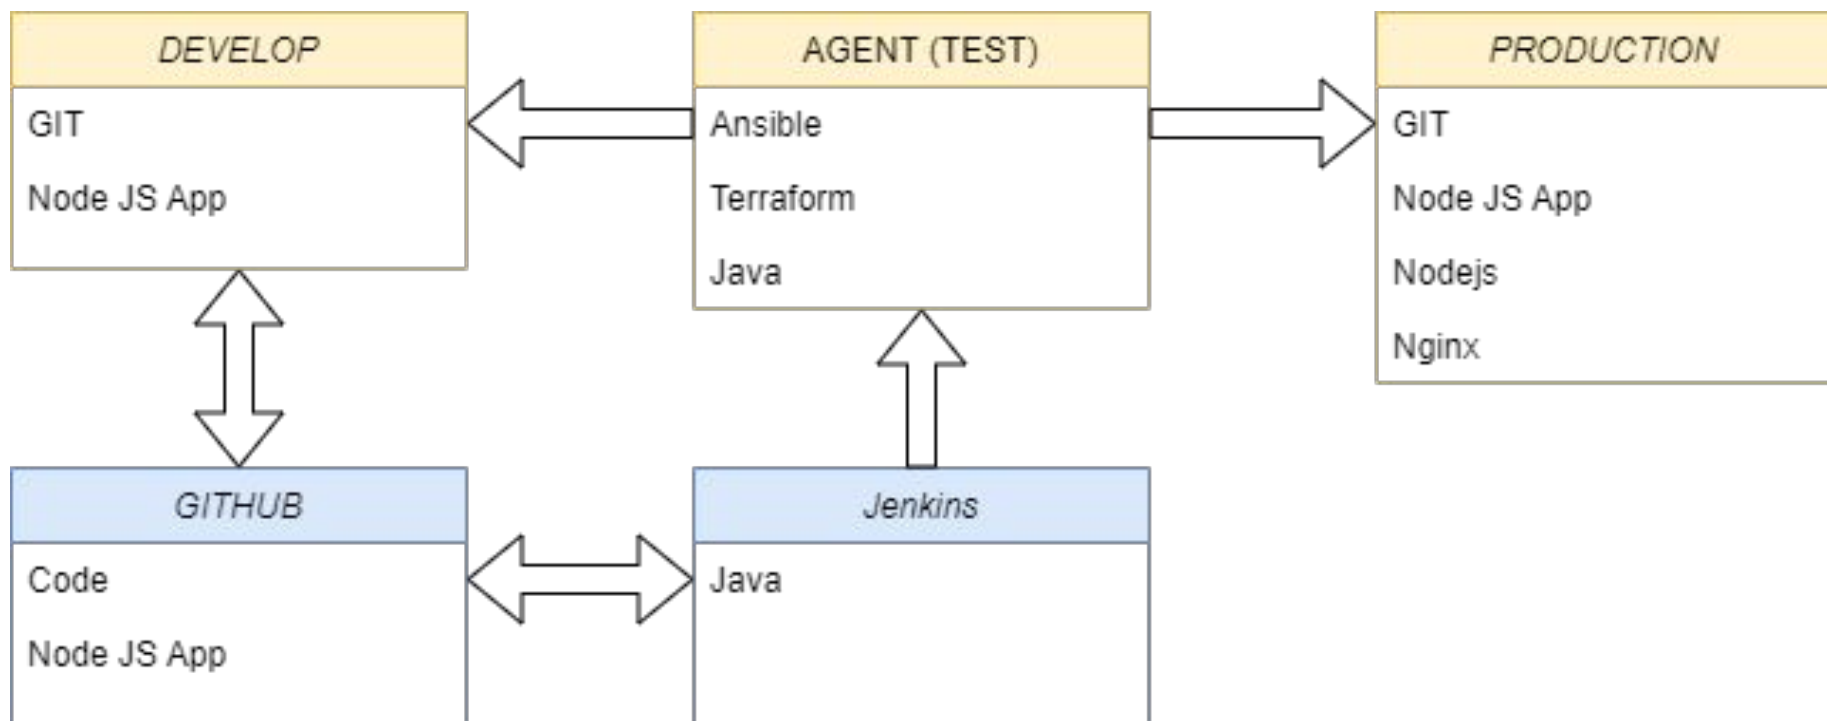 DEVELOP
GIT
Node JS App
AGENT (TEST)
Ansible
Terraform
Java
PRODUCTION
GIT
Node JS App
Nodejs
Nginx
GITHUB
Code
Node JS App
Jenkins
Java